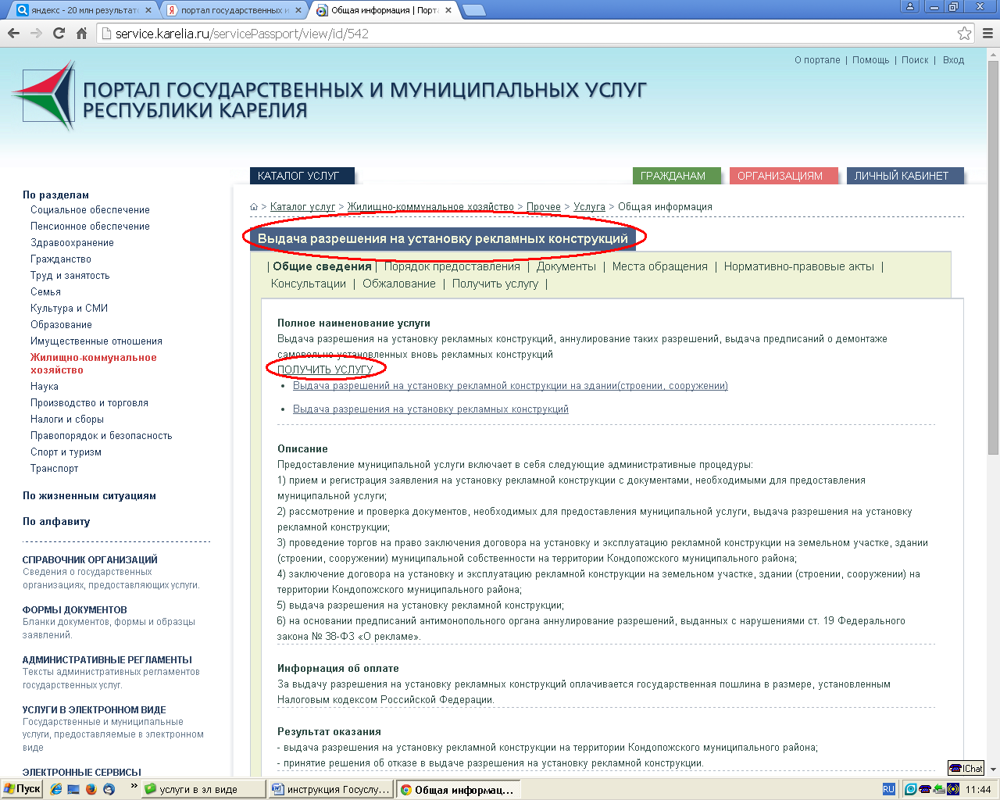 яндекс - 20 млн результат
портал государственных и
Общая информация | Порта
service.karelia.ru/servicePassport/view/id/542
О портале | Помощь | Поиск | Вход
ПОРТАЛ ГОСУДАРСТВЕННЫХ И МУНИЦИПАЛЬНЫХ УСЛУГ
РЕСПУБЛИКИ КАРЕЛИЯ
КАТАЛОГ УСЛУГ
ГРАЖДАНАМ
ОРГАНИЗАЦИЯМ
ЛИЧНЫЙ КАБИНЕТ
По разделам
Социальное обеспечение
Пенсионное обеспечение
Здравоохранение
Гражданство
Труд и занятость
Семья
Культура и СМИ
Образование
Имущественные отношения
Жилищно-коммунальное
хозяйство
Наука
Производство и торговля
Налоги и сборы
Правопорядок и безопасность
Спорт и туризм
Транспорт
По жизненным ситуациям
По алфавиту
СПРАВОЧНИК ОРГАНИЗАЦИЙ
Сведения о государственных
организациях, предоставляющих услуги.
ФОРМЫ ДОКУМЕНТОВ
Бланки документов, формы и образцы
заявлений.
АДМИНИСТРАТИВНЫЕ РЕГЛАМЕНТЫ
Тексты административных регламентов
государственных услуг.
УСЛУГИ В ЭЛЕКТРОННОМ ВИДЕ
Государственные и муниципальные
услуги, предоставляемые в электронном
виде
ЭЛЕКТРОННЫЕ СЕРВИСЫ
> Каталог услуг > Жилищно-коммунальное хозяйство > Прочее > Услуга > Общая информация
Выдача разрешения на установку рекламных конструкций
| Общие сведения | Порядок предоставления | Документы | Места обращения | Нормативно-правовые акты |
Консультации | Обжалование | Получить услугу |
Полное наименование услуги
Выдача разрешения на установку рекламных конструкций, аннулирование таких разрешений, выдача предписаний о демонтаже
самовольно установленных вновь рекламных конструкций
ПОЛУЧИТЬ УСЛУГУ
• Выдача разрешений на установку рекламной конструкции на здании(строении, сооружении)
• Выдача разрешения на установку рекламных конструкций
Описание
Предоставление муниципальной услуги включает в себя следующие административные процедуры:
1) прием и регистрация заявления на установку рекламной конструкции с документами, необходимыми для предоставления
муниципальной услуги;
2) рассмотрение и проверка документов, необходимых для предоставления муниципальной услуги, выдача разрешения на установку
рекламной конструкции;
3) проведение торгов на право заключения договора на установку и эксплуатацию рекламной конструкции на земельном участке, здании
(строении, сооружении) муниципальной собственности на территории Кондопожского муниципального района;
4) заключение договора на установку и эксплуатацию рекламной конструкции на земельном участке, здании (строении, сооружении) на
территории Кондопожского муниципального района;
5) выдача разрешения на установку рекламной конструкции;
6) на основании предписаний антимонопольного органа аннулирование разрешений, выданных с нарушениями ст. 19 Федерального
закона № 38-ФЗ «О рекламе».
Информация об оплате
За выдачу разрешения на установку рекламных конструкций оплачивается государственная пошлина в размере, установленным
Налоговым кодексом Российской Федерации.
Результат оказания
- выдача разрешения на установку рекламной конструкции на территории Кондопожского муниципального района;
- принятие решения об отказе в выдаче разрешения на установку рекламной конструкции.
IChat
Пуск
»
услуги в эл виде
инструкция Госуслу...
Общая информац...
RU
11:44